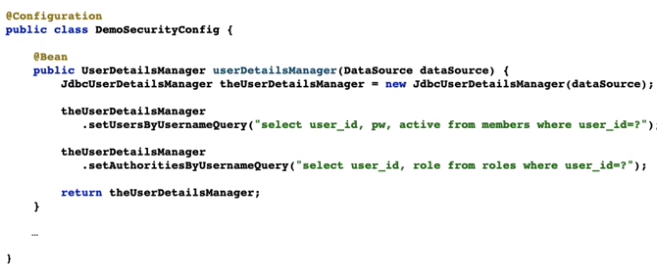 @Configuration
public class DemoSecurityConfig {
@Bean
public UserDetailsManager userDetailsManager(DataSource dataSource) {
JdbcUserDetailsManager theUserDetailsManager = new JdbcUserDetailsManager(dataSource);
theUserDetailsManager
.setUsersByUsernameQuery("select user_id, pw, active from members where user_id=?");
theUserDetailsManager
.setAuthoritiesByUsernameQuery("select user_id, role from roles where user_id=?");
return theUserDetailsManager;
}
…
}